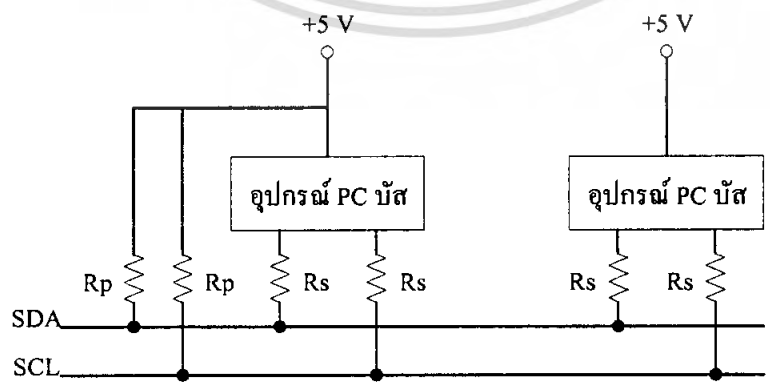 +5 V +5 V
อุปกรณ์ PC บัส อุปกรณ์ PC บัส
Rp Rp Rs Rs Rs Rs
SDA
SCL